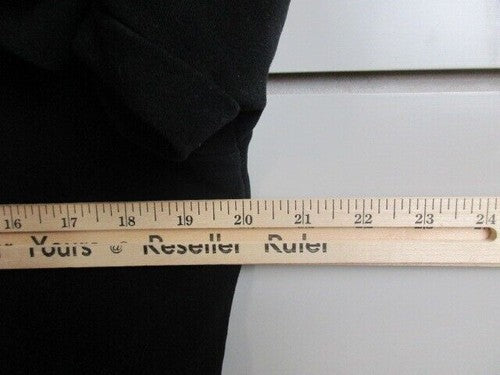 16 17 18 19 20 21 22 23 24
Yours @ Reseller Ruler